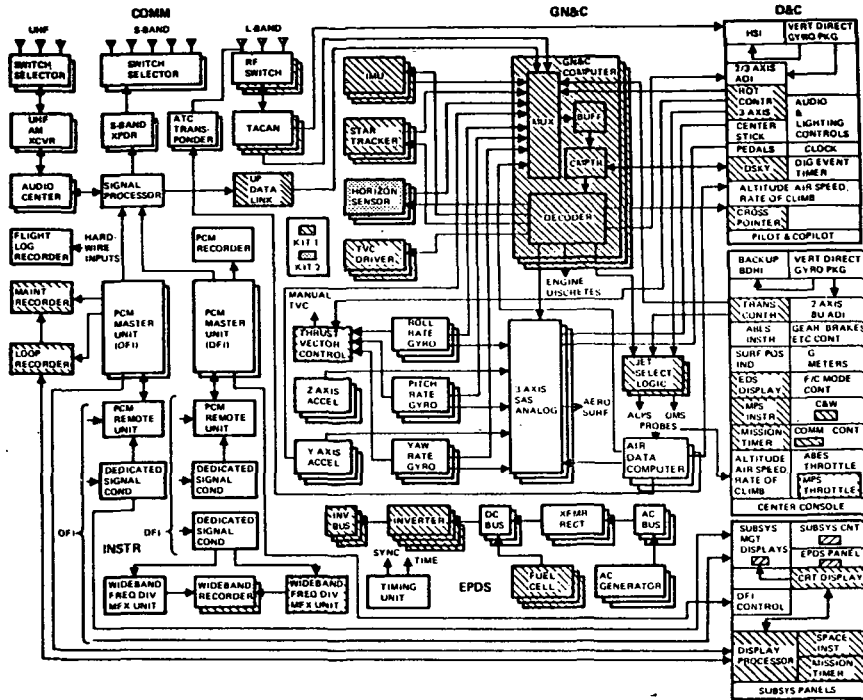 COMM
GN&C
D&C
UHF
S-BAND
L-BAND
SWITCH
SELECTOR
SWITCH
SELECTOR
RF
SWITCH
UHF
AM
XCVR
S-BAND
XPDR
ATC
TRANS-
PONDER
TACAN
AUDIO
CENTER
SIGNAL
PROCESSOR
UP
DATA
LINK
FLIGHT
LOG
RECORDER
HARD-
WIRE
INPUTS
PCM
RECORDER
MAINT
RECORDER
LOOP
RECORDER
PCM
MASTER
UNIT
(OFI)
PCM
MASTER
UNIT
(DFI)
PCM
REMOTE
UNIT
PCM
REMOTE
UNIT
DEDICATED
SIGNAL
COND
DEDICATED
SIGNAL
COND
DEDICATED
SIGNAL
COND
OFI
DFI
INSTR
WIDEBAND
FREQ DIV
MFX UNIT
WIDEBAND
RECORDER
WIDEBAND
FREQ DIV
MFX UNIT
IMU
STAR
TRACKER
HORIZON
SENSOR
TVC
DRIVER
KIT 1
KIT 2
GN&C
COMPUTER
MUX
BUFF
CMPTR
DECODER
ENGINE
DISCRETES
MANUAL
TVC
THRUST
VECTOR
CONTROL
ROLL
RATE
GYRO
Z AXIS
ACCEL
PITCH
RATE
GYRO
Y AXIS
ACCEL
YAW
RATE
GYRO
3 AXIS
SAS
ANALOG
AERO
SURF
JET
SELECT
LOGIC
ALPS
OMS
PROBES
AIR
DATA
COMPUTER
INV
BUS
INVERTER
DC
BUS
XFMR
RECT
AC
BUS
SYNC
TIME
TIMING
UNIT
EPDS
FUEL
CELL
AC
GENERATOR
HSI
VERT DIRECT
GYRO PKG
2/3 AXIS
ADI
ROT
CONTR
3 AXIS
AUDIO
&
LIGHTING
CONTROLS
CENTER
STICK
PEDALS
CLOCK
DSKY
DIG EVENT
TIMER
ALTITUDE AIR SPEED,
RATE OF CLIMB
CROSS
POINTER
PILOT & COPILOT
BACKUP
BDHI
VERT DIRECT
GYRO PKG
TRANS
CONTR
2 AXIS
BU ADI
ABES
INSTR
GEAR BRAKES
ETC CONT
SURF POS
IND
G
METERS
EDS
DISPLAY
F/C MODE
CONT
MPS
INSTR
C&W
MISSION
TIMER
COMM CONT
ALTITUDE
AIR SPEED,
RATE OF
CLIMB
ABES
THROTTLE
MPS
THROTTLE
CENTER CONSOLE
SUBSYS
MGT
DISPLAYS
SUBSYS CNT
EPDS PANEL
CRT DISPLAY
DFI
CONTROL
DISPLAY
PROCESSOR
SPACE
INST
MISSION
TIMER
SUBSYS PANELS